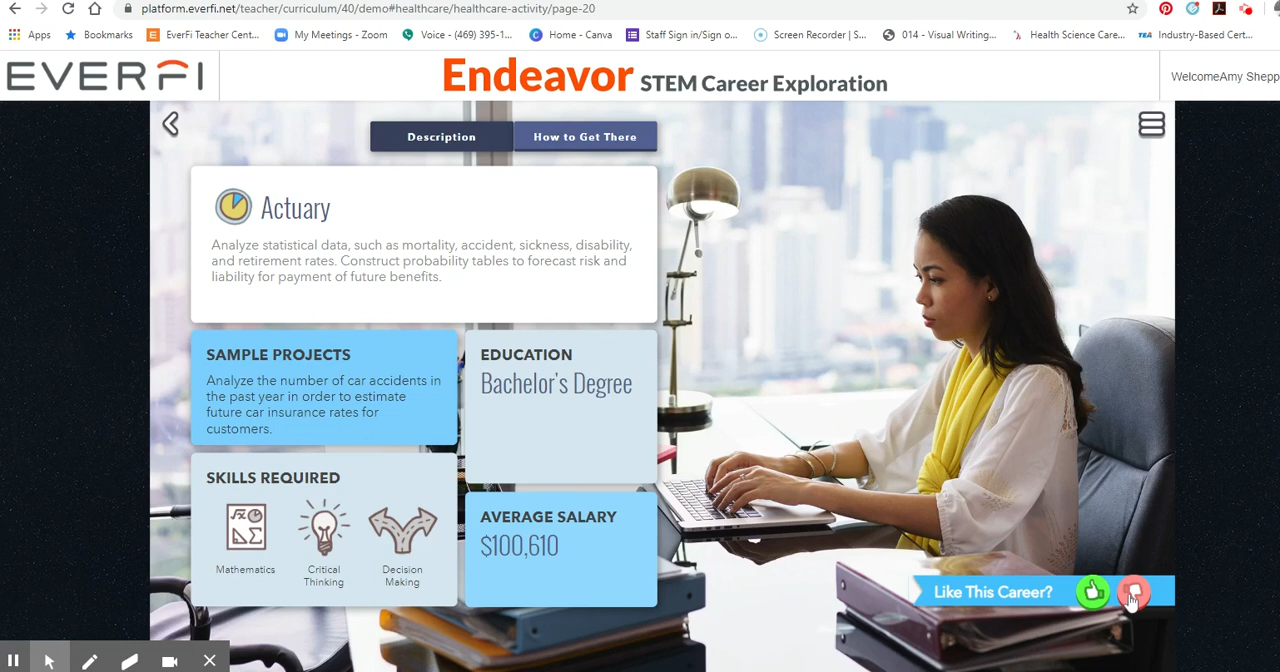 platform.everfi.net/teacher/curriculum/40/demo#healthcare/healthcare-activity/page-20
Apps Bookmarks EverFi Teacher Cent... My Meetings - Zoom Voice - (469) 395-1... Home - Canva Staff Sign in/Sign o... Screen Recorder | S... 014 - Visual Writing... Health Science Care... TEA Industry-Based Cert...
EVERFI Endeavor STEM Career Exploration WelcomeAmy Shepp
Description How to Get There
Actuary
Analyze statistical data, such as mortality, accident, sickness, disability,
and retirement rates. Construct probability tables to forecast risk and
liability for payment of future benefits.
SAMPLE PROJECTS
Analyze the number of car accidents in
the past year in order to estimate
future car insurance rates for
customers.
EDUCATION
Bachelor's Degree
SKILLS REQUIRED
Mathematics
Critical
Thinking
Decision
Making
AVERAGE SALARY
$100,610
Like This Career?